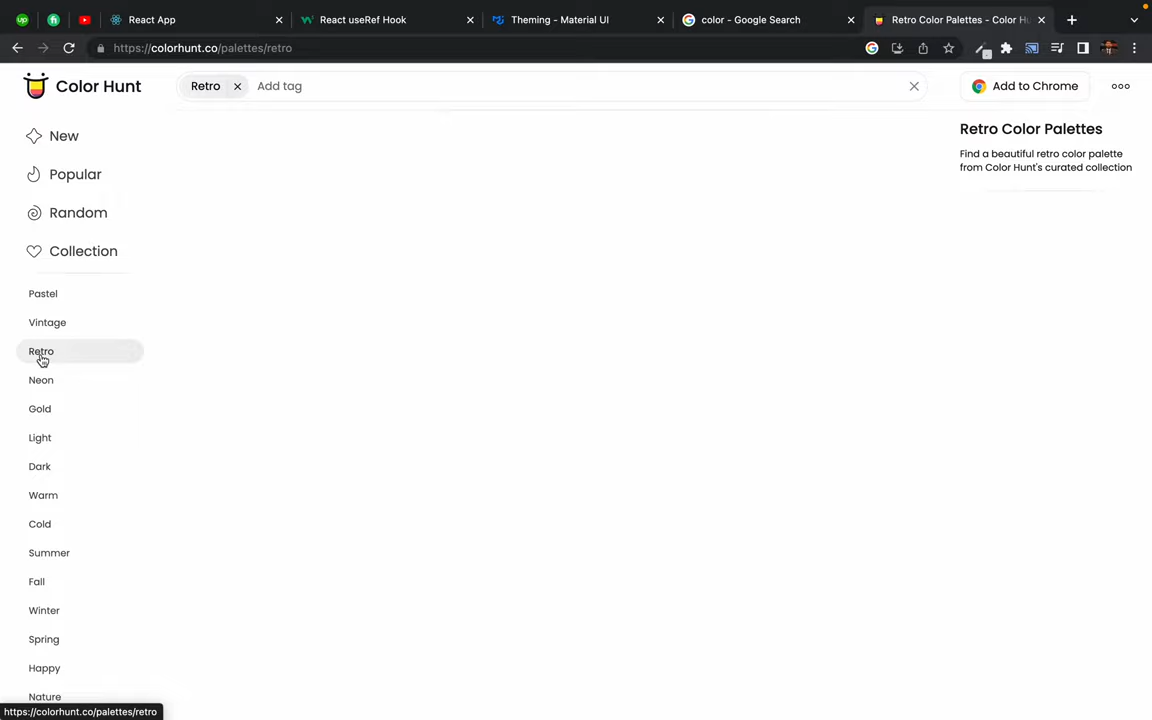 React App
React useRef Hook
Theming - Material UI
color - Google Search
Retro Color Palettes - Color Hu
https://colorhunt.co/palettes/retro
Color Hunt
Retro
Add tag
Add to Chrome
New
Popular
Random
Collection
Pastel
Vintage
Retro
Neon
Gold
Light
Dark
Warm
Cold
Summer
Fall
Winter
Spring
Happy
Nature
Retro Color Palettes
Find a beautiful retro color palette
from Color Hunt's curated collection
https://colorhunt.co/palettes/retro